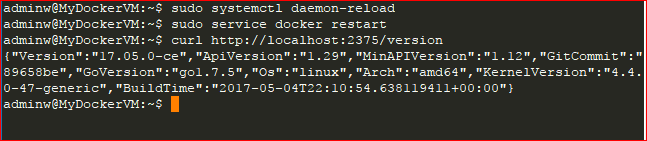 adminw@MyDockerVM:~$ sudo systemctl daemon-reload
adminw@MyDockerVM:~$ sudo service docker restart
adminw@MyDockerVM:~$ curl http://localhost:2375/version
{"Version":"17.05.0-ce","ApiVersion":"1.29","MinAPIVersion":"1.12","GitCommit":"
89658be","GoVersion":"go1.7.5","Os":"linux","Arch":"amd64","KernelVersion":"4.4.
0-47-generic","BuildTime":"2017-05-04T22:10:54.638119411+00:00"}
adminw@MyDockerVM:~$